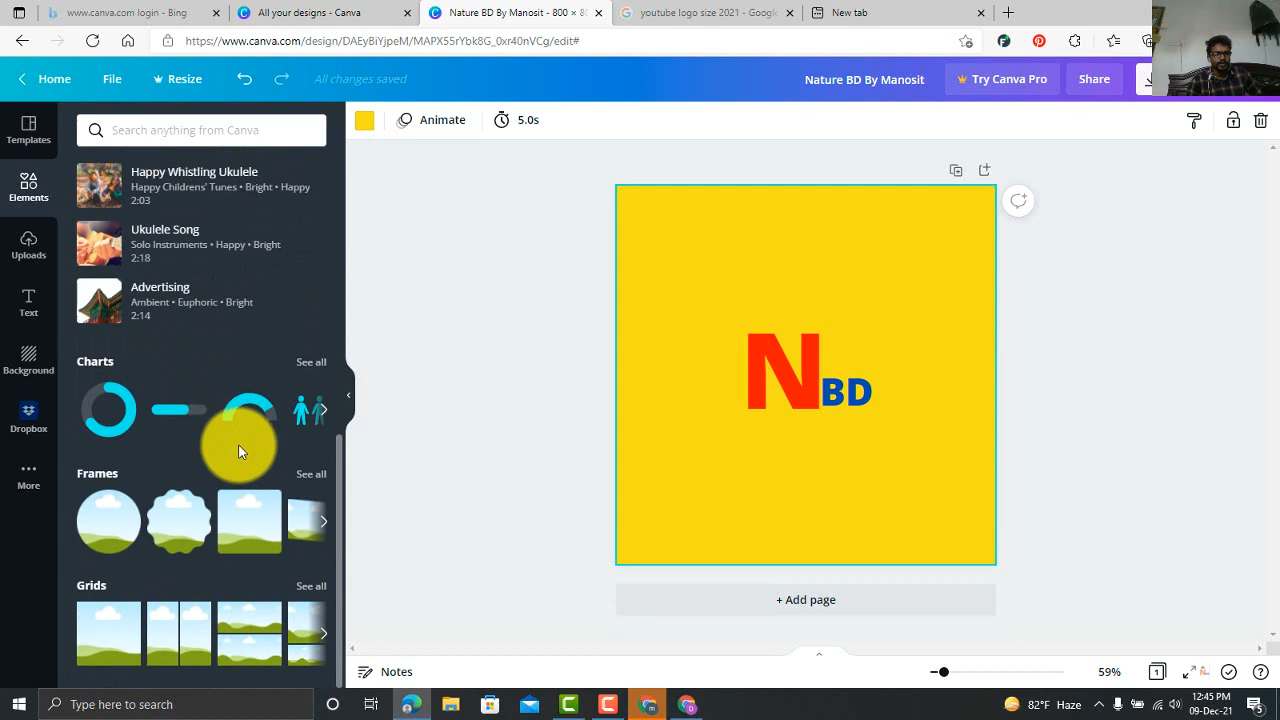 www.canva.com login - Bing
All your designs - Canva
Nature BD By Manosit - 800 × 8
youtube logo size 2021 - Google
New tab
https://www.canva.com/design/DAEyBiYjpeM/MAPX55rYbk8G_0xr40nVCg/edit#
Home
File
Resize
All changes saved
Nature BD By Manosit
Try Canva Pro
Share
Templates
Elements
Uploads
Text
Background
Dropbox
More
Search anything from Canva
Happy Whistling Ukulele
Happy Childrens' Tunes • Bright • Happy
2:03
Ukulele Song
Solo Instruments • Happy • Bright
2:18
Advertising
Ambient • Euphoric • Bright
2:14
Charts
See all
Frames
See all
Grids
See all
Animate
5.0s
NBD
+ Add page
Notes
59%
1
Type here to search
82°F Haze
12:45 PM
09-Dec-21
5